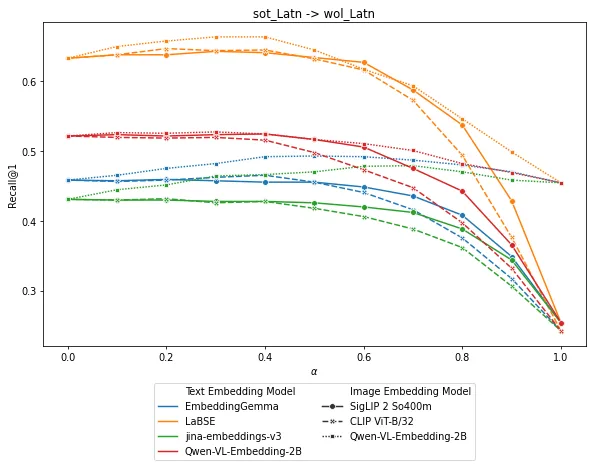 sot_Latn -> wol_Latn
Recall@1
0.6
0.5
0.4
0.3
0.0 0.2 0.4 0.6 0.8 1.0
α
Text Embedding Model Image Embedding Model
EmbeddingGemma SigLIP 2 So400m
LaBSE CLIP ViT-B/32
jina-embeddings-v3 Qwen-VL-Embedding-2B
Qwen-VL-Embedding-2B